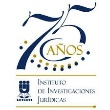 75
AÑOS
INSTITUTO
DE INVESTIGACIONES
JURÍDICAS